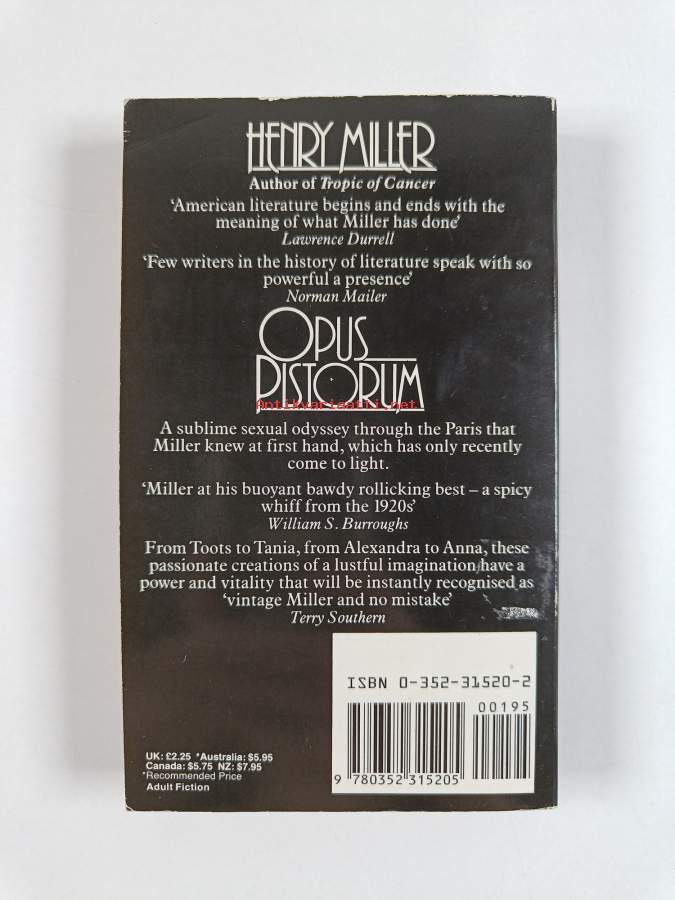 HENRY MILLER
Author of Tropic of Cancer
‘American literature begins and ends with the
meaning of what Miller has done’
Lawrence Durrell
‘Few writers in the history of literature speak with so
powerful a presence’
Norman Mailer
OPUS
PISTORUM
Antikvariaatti.net
A sublime sexual odyssey through the Paris that
Miller knew at first hand, which has only recently
come to light.
‘Miller at his buoyant bawdy rollicking best – a spicy
whiff from the 1920s’
William S. Burroughs
From Toots to Tania, from Alexandra to Anna, these
passionate creations of a lustful imagination have a
power and vitality that will be instantly recognised as
‘vintage Miller and no mistake’
Terry Southern
ISBN 0-352-31520-2
00195
9 780352 315205
UK: £2.25 *Australia: $5.95
Canada: $5.75 NZ: $7.95
*Recommended Price
Adult Fiction